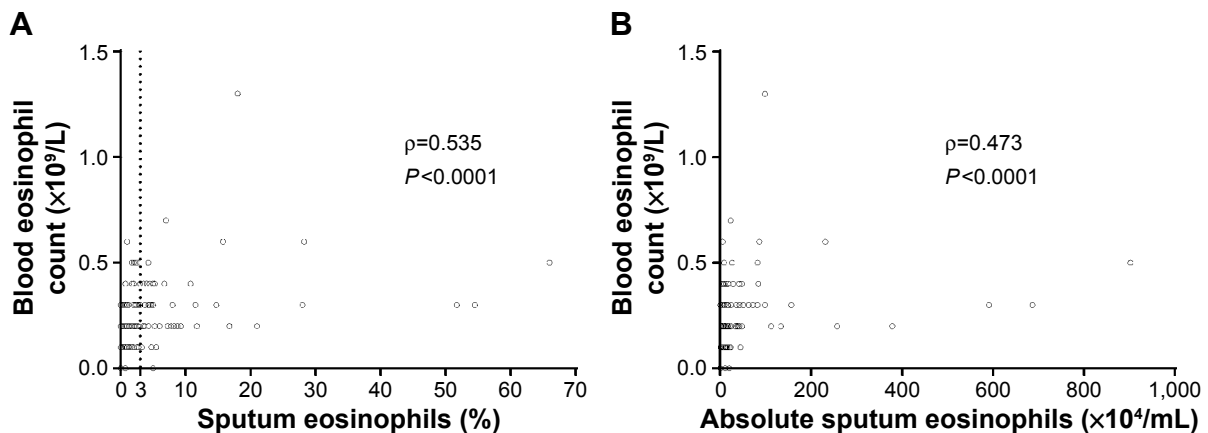 A
Blood eosinophil
count (×10⁹/L)
1.5
1.0
0.5
0.0
ρ=0.535
P<0.0001
0 3 10 20 30 40 50 60 70
Sputum eosinophils (%)
B
Blood eosinophil
count (×10⁹/L)
1.5
1.0
0.5
0.0
ρ=0.473
P<0.0001
0 200 400 600 800 1,000
Absolute sputum eosinophils (×10⁴/mL)